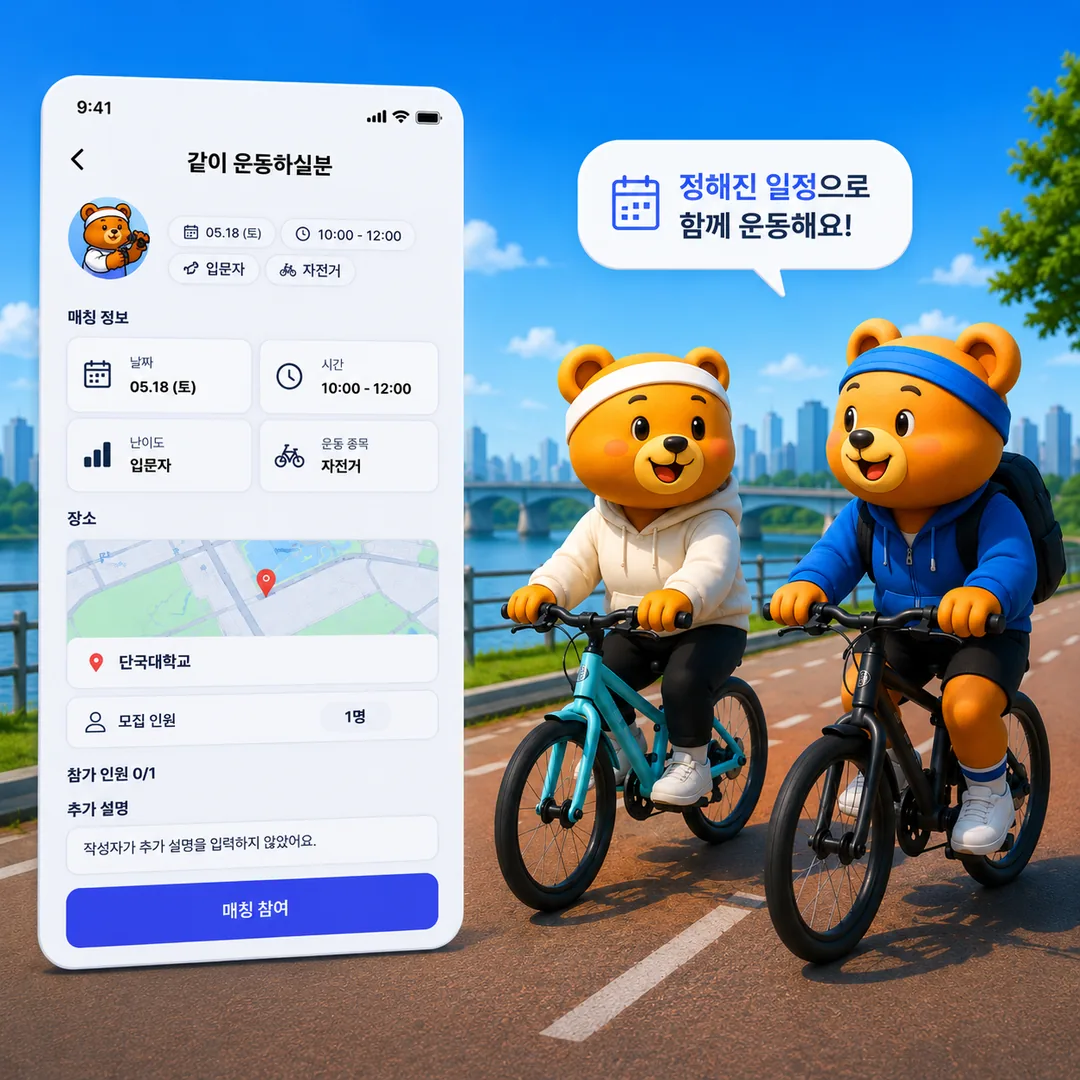 9:41
같이 운동하실분
05.18 (토)
10:00 - 12:00
입문자
자전거
매칭 정보
날짜
05.18 (토)
시간
10:00 - 12:00
난이도
입문자
운동 종목
자전거
장소
단국대학교
모집 인원
1명
참가 인원 0/1
추가 설명
작성자가 추가 설명을 입력하지 않았어요.
매칭 참여
정해진 일정으로
함께 운동해요!